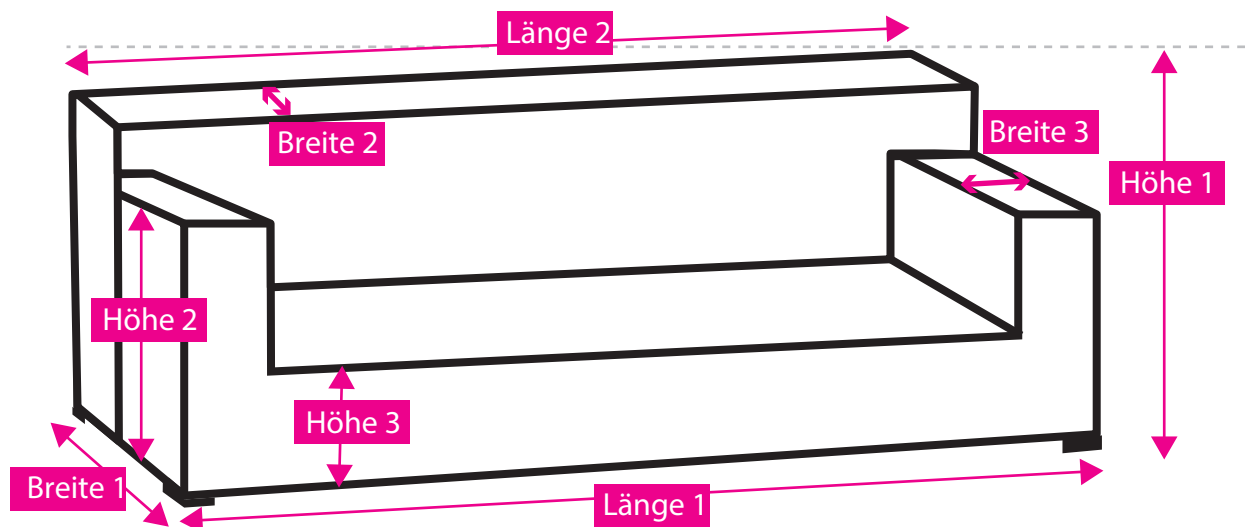 Länge 2
Breite 2
Breite 3
Höhe 1
Höhe 2
Höhe 3
Breite 1
Länge 1